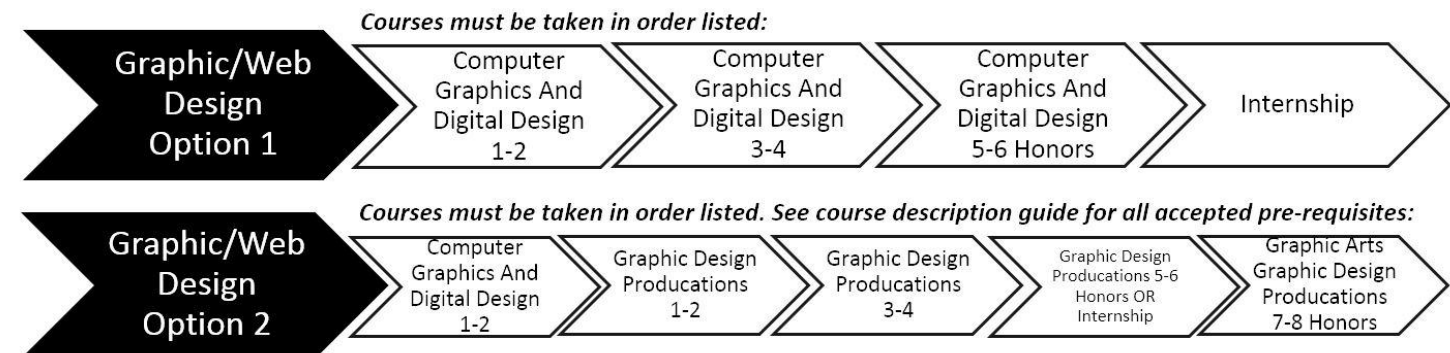 Courses must be taken in order listed:
Graphic/Web
Design
Option 1
Computer
Graphics And
Digital Design
1-2
Computer
Graphics And
Digital Design
3-4
Computer
Graphics And
Digital Design
5-6 Honors
Internship
Courses must be taken in order listed. See course description guide for all accepted pre-requisites:
Graphic/Web
Design
Option 2
Computer
Graphics And
Digital Design
1-2
Graphic Design
Producations
1-2
Graphic Design
Producations
3-4
Graphic Design
Producations 5-6
Honors OR
Internship
Graphic Arts
Graphic Design
Producations
7-8 Honors